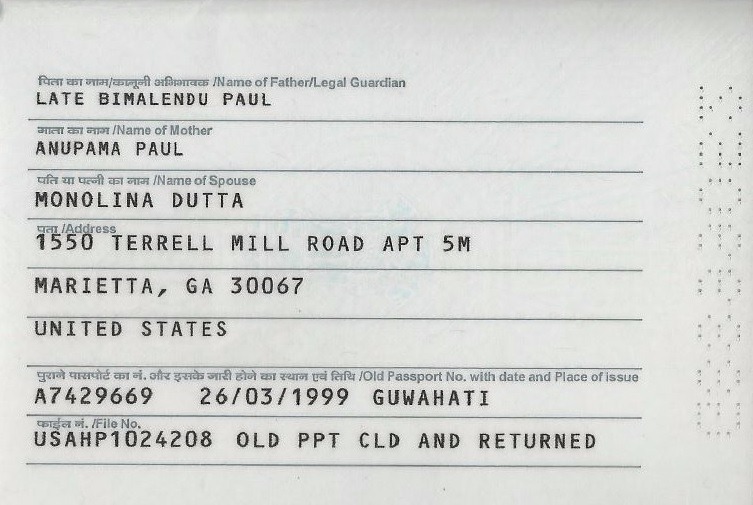 पिता का नाम/कानूनी अभिभावक /Name of Father/Legal Guardian
LATE BIMALENDU PAUL
माता का नाम /Name of Mother
ANUPAMA PAUL
पति या पत्नी का नाम /Name of Spouse
MONOLINA DUTTA
पता /Address
1550 TERRELL MILL ROAD APT 5M
MARIETTA, GA 30067
UNITED STATES
पुराने पासपोर्ट का नं. और इसके जारी होने का स्थान एवं तिथि /Old Passport No. with date and Place of issue
A7429669 26/03/1999 GUWAHATI
फाईल नं. /File No.
USAHP1024208 OLD PPT CLD AND RETURNED